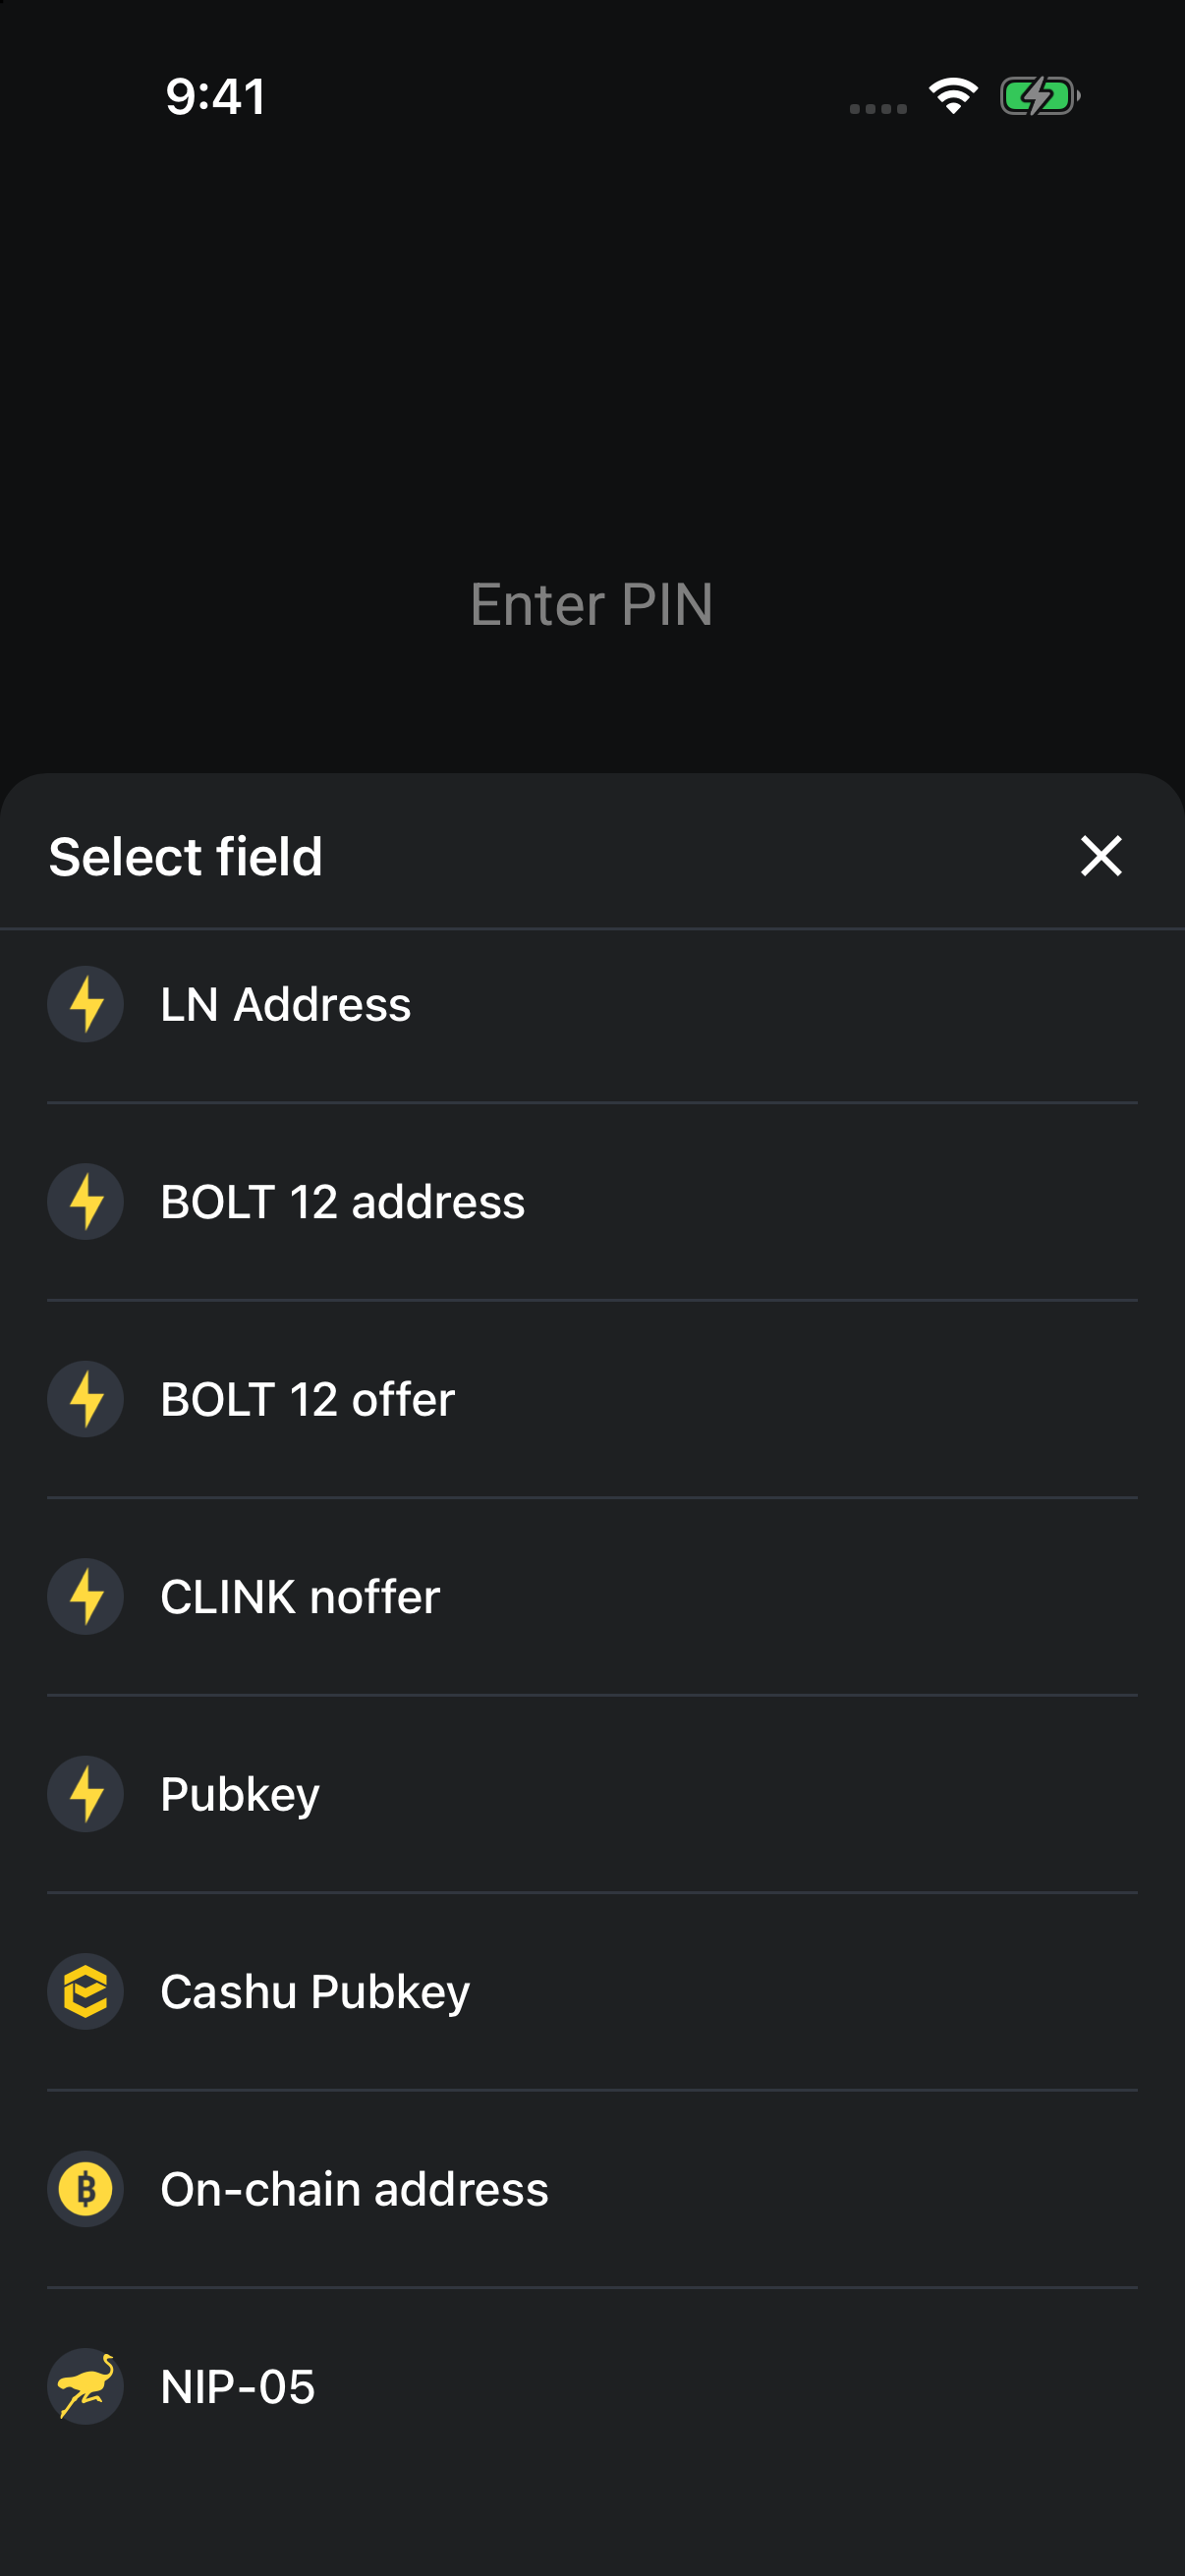 9:41
Enter PIN
Select field
LN Address
BOLT 12 address
BOLT 12 offer
CLINK noffer
Pubkey
Cashu Pubkey
On-chain address
NIP-05